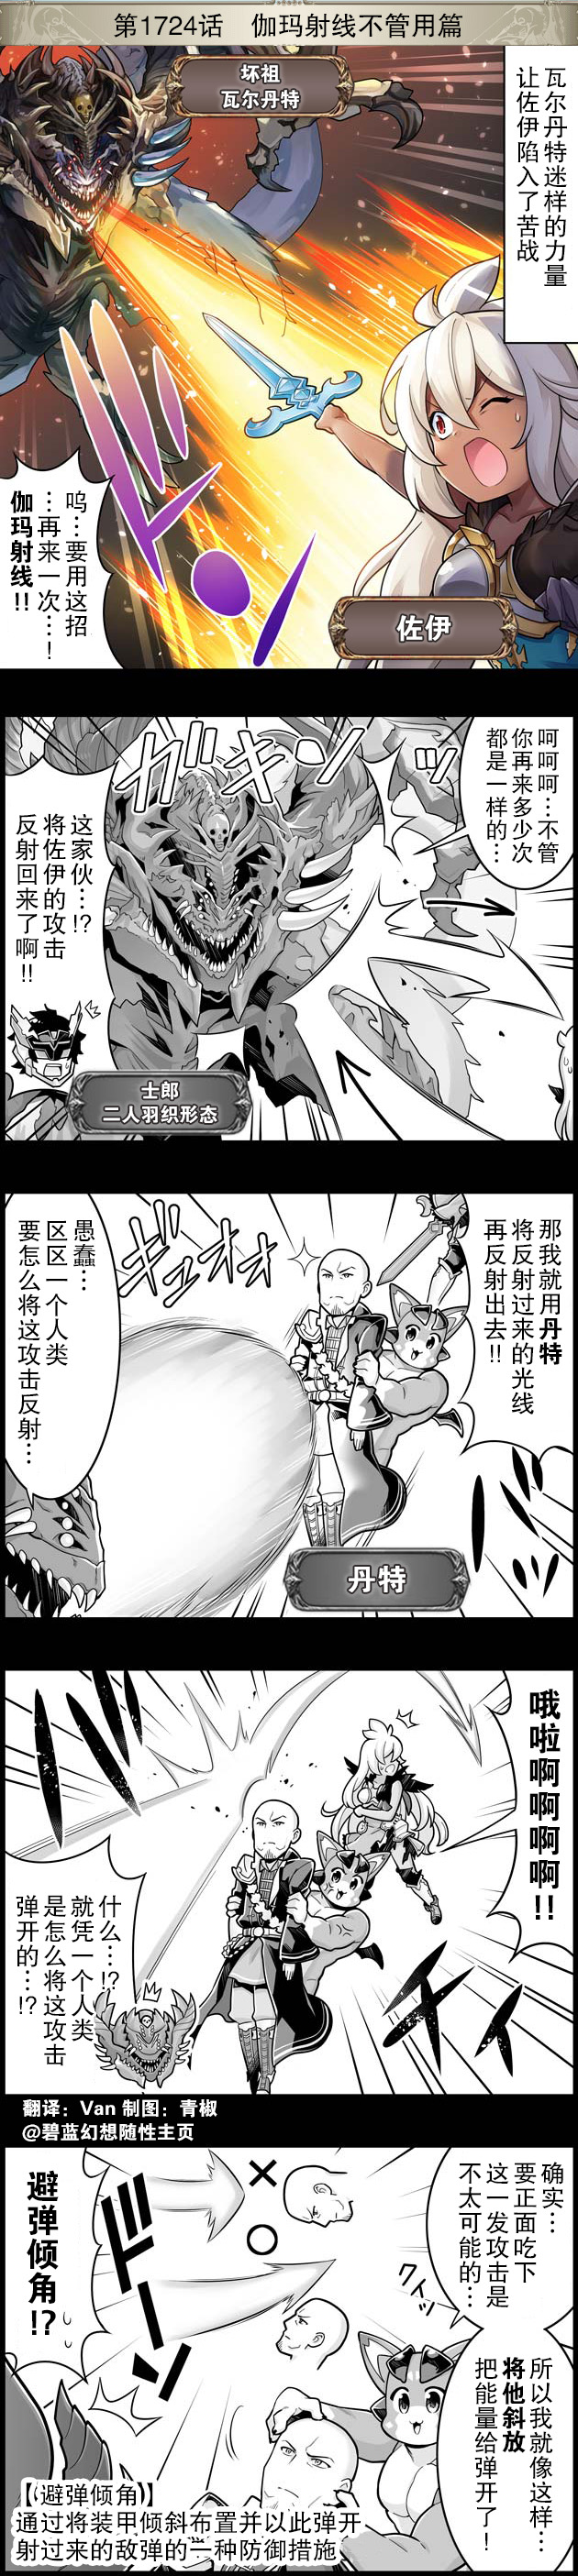 第1724话　伽玛射线不管用篇
瓦尔丹特迷样的力量
让佐伊陷入了苦战
坏祖
瓦尔丹特
佐伊
呜…要用这招
…再来一次…！
伽玛射线!!
呵呵呵…不管
你再来多少次
都是一样的…
ガキン
ッ
这家伙…!?
将佐伊的攻击
反射回来了啊!!
士郎
二人羽织形态
那我就用丹特
将反射过来的光线
再反射出去!!
ギュオォ
愚蠢…
区区一个人类
要怎么将这攻击反射…
丹特
哦啦啊啊啊啊!!
什么…!?
就凭一个人类
是怎么将这攻击
弹开的…!?
翻译：Van 制图：青椒
@碧蓝幻想随性主页
确实…
要正面吃下
这一发攻击是
不太可能的…
クイッ
所以我就像这样…
将他斜放
把能量给弹开了！
避弹倾角!?
【避弹倾角】
通过将装甲倾斜布置并以此弹开
射过来的敌弹的一种防御措施